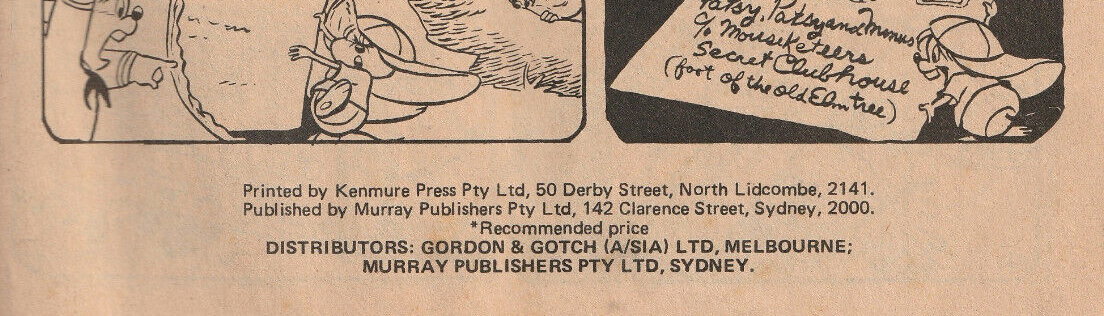 Patsy, Patsy and Minnus
c/o Mouseketeers
Secret Clubhouse
(foot of the old Elm tree)
Printed by Kenmure Press Pty Ltd, 50 Derby Street, North Lidcombe, 2141.
Published by Murray Publishers Pty Ltd, 142 Clarence Street, Sydney, 2000.
*Recommended price
DISTRIBUTORS: GORDON & GOTCH (A/SIA) LTD, MELBOURNE;
MURRAY PUBLISHERS PTY LTD, SYDNEY.